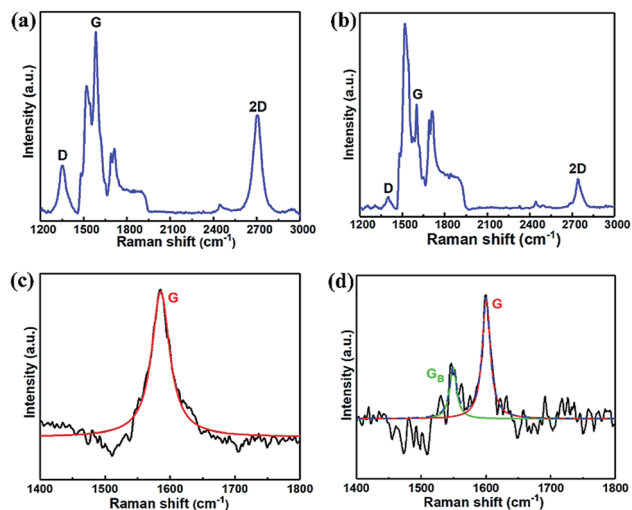 (a)
G
2D
D
Intensity (a.u.)
1200 1500 1800 2100 2400 2700 3000
Raman shift (cm-1)
(b)
G
2D
D
Intensity (a.u.)
1200 1500 1800 2100 2400 2700 3000
Raman shift (cm-1)
(c)
G
Intensity (a.u.)
1400 1500 1600 1700 1800
Raman shift (cm-1)
(d)
G
GB
Intensity (a.u.)
1400 1500 1600 1700 1800
Raman shift (cm-1)